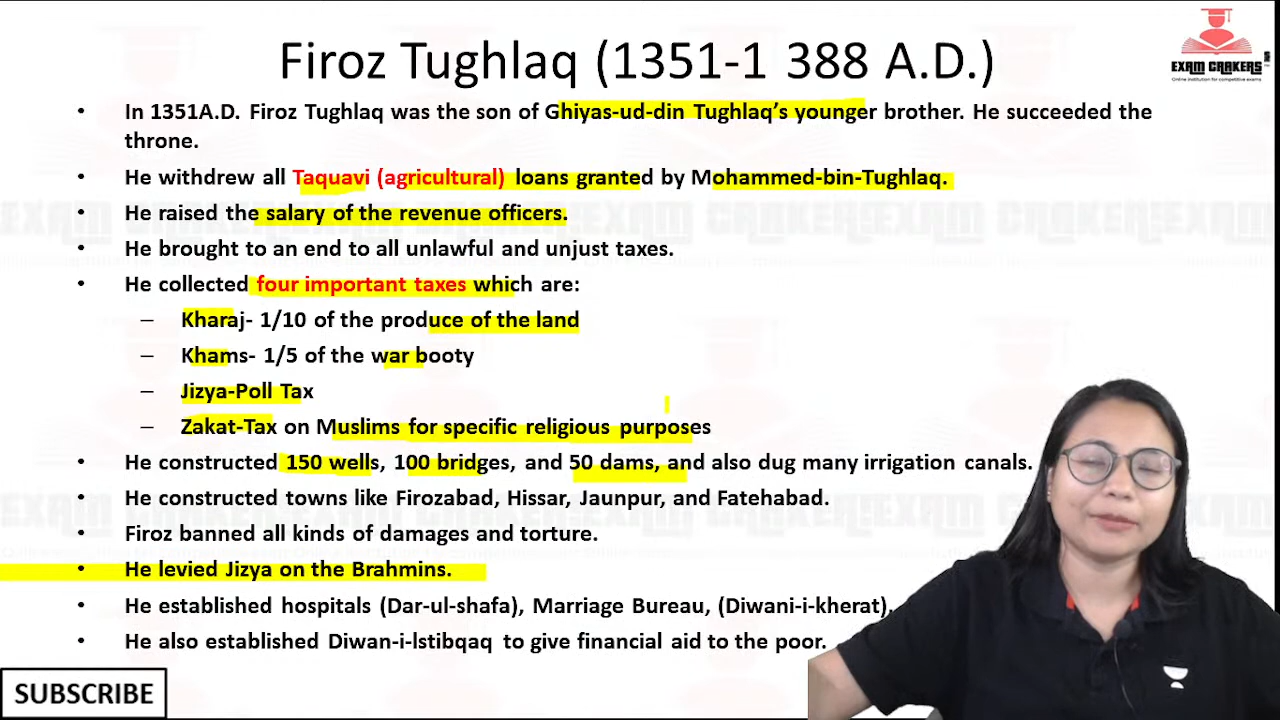 Firoz Tughlaq (1351-1 388 A.D.)
EXAM CRAKERS
Online institution for competitive exams
• In 1351A.D. Firoz Tughlaq was the son of Ghiyas-ud-din Tughlaq's younger brother. He succeeded the
throne.
• He withdrew all Taquavi (agricultural) loans granted by Mohammed-bin-Tughlaq.
• He raised the salary of the revenue officers.
• He brought to an end to all unlawful and unjust taxes.
• He collected four important taxes which are:
– Kharaj- 1/10 of the produce of the land
– Khams- 1/5 of the war booty
– Jizya-Poll Tax
– Zakat-Tax on Muslims for specific religious purposes
• He constructed 150 wells, 100 bridges, and 50 dams, and also dug many irrigation canals.
• He constructed towns like Firozabad, Hissar, Jaunpur, and Fatehabad.
• Firoz banned all kinds of damages and torture.
• He levied Jizya on the Brahmins.
• He established hospitals (Dar-ul-shafa), Marriage Bureau, (Diwani-i-kherat),
• He also established Diwan-i-lstibqaq to give financial aid to the poor.
SUBSCRIBE